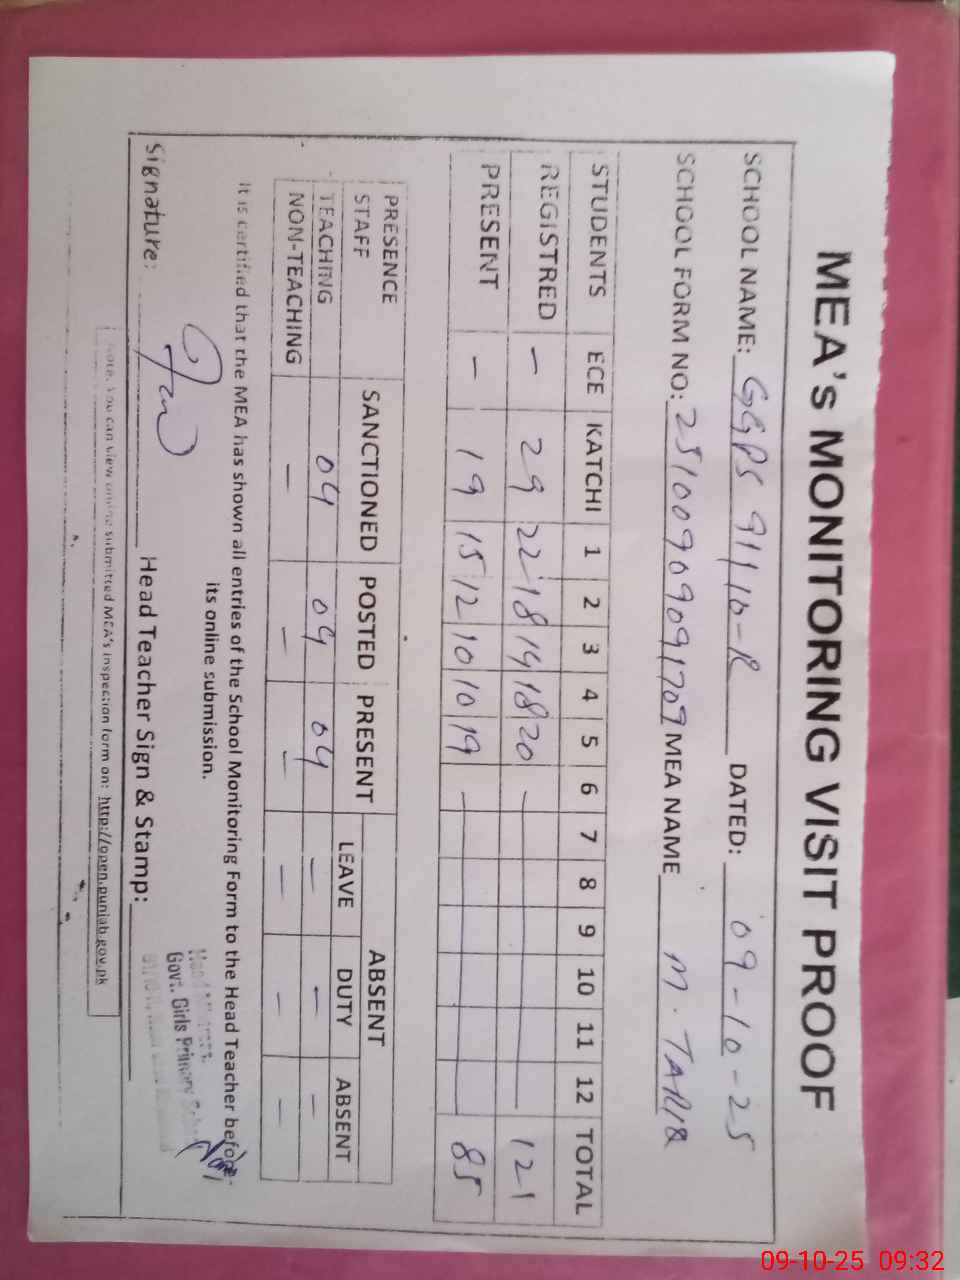 MEA's MONITORING VISIT PROOF
SCHOOL NAME: GGPS 91/10-R DATED: 09-10-25
SCHOOL FORM NO: MEA NAME M. TARIQ
STUDENTS ECE KATCHI 1 2 3 4 5 6 7 8 9 10 11 12 TOTAL
REGISTRED - 29 22 18 14 18 20 - 121
PRESENT - 19 15 12 10 10 19 - 85
PRESENCE STAFF SANCTIONED POSTED PRESENT ABSENT
LEAVE DUTY ABSENT
TEACHING 04 04 04 - - -
NON-TEACHING - - - - - -
It is certified that the MEA has shown all entries of the School Monitoring Form to the Head Teacher before
its online submission.
Signature: Head Teacher Sign & Stamp:
Govt. Girls Primary School
Note: You can view online submitted MEA's inspection form on: http://open.punjab.gov.pk
09-10-25 09:32